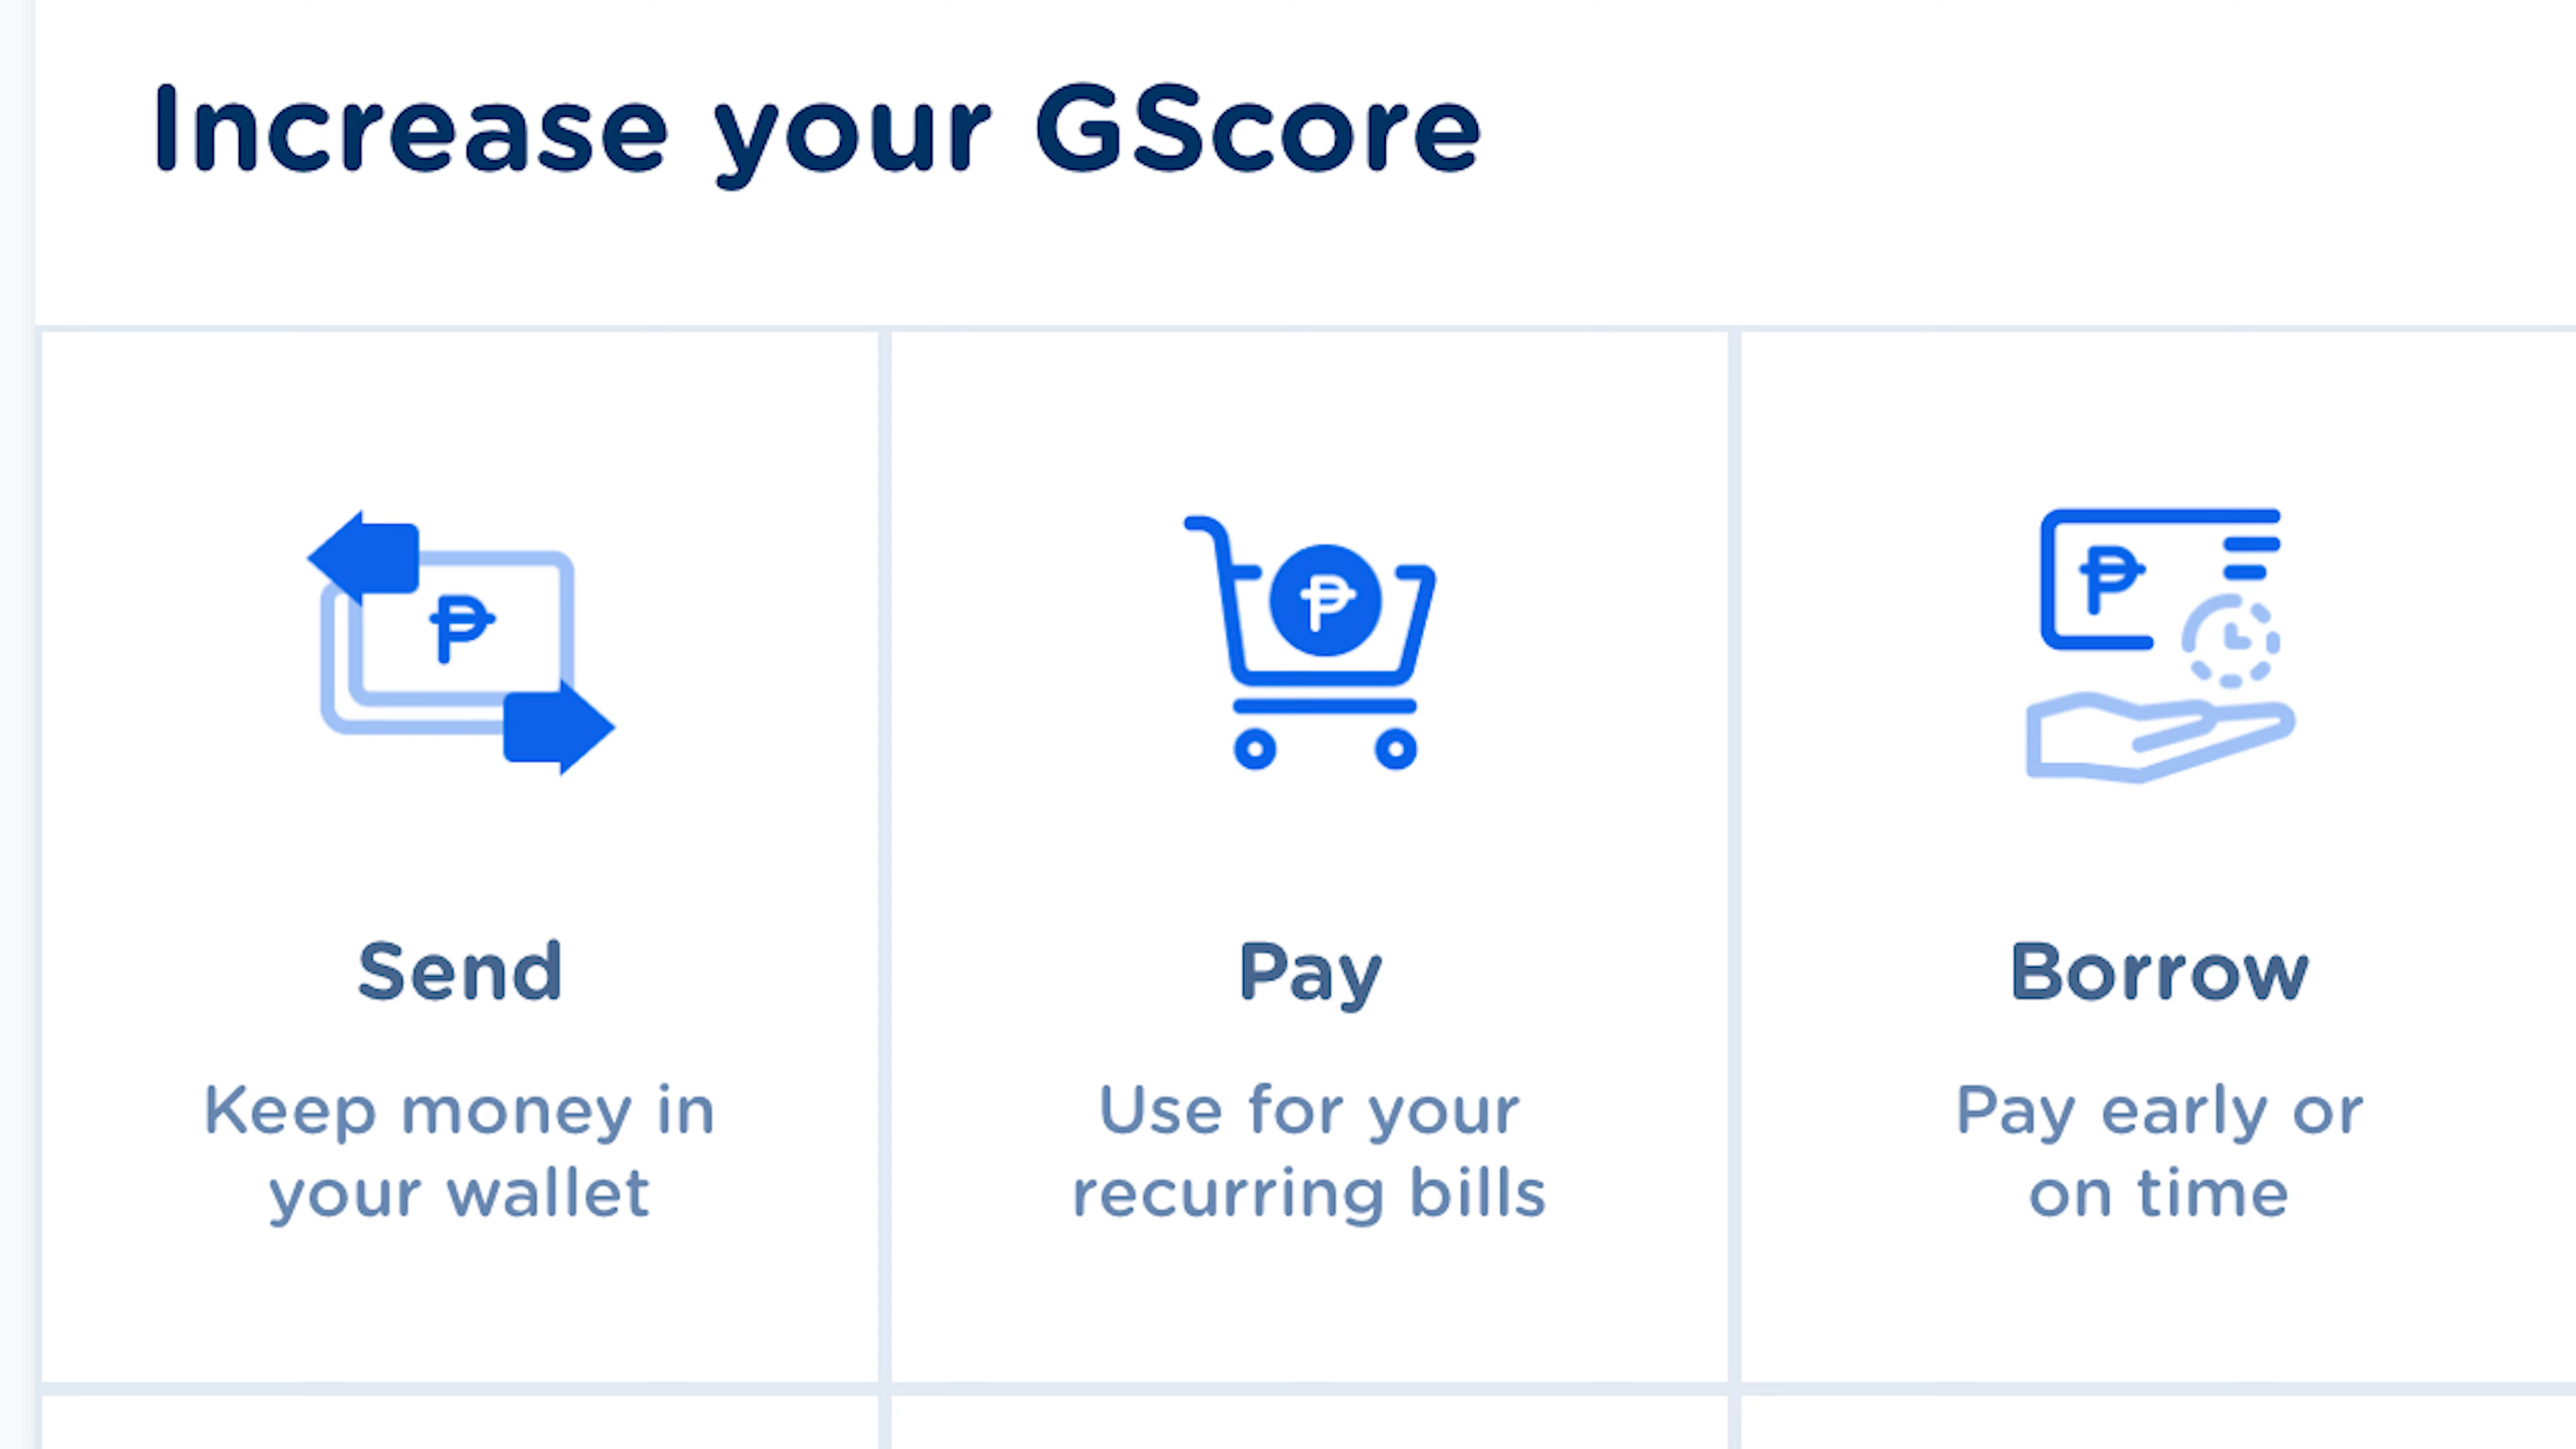 Increase your GScore
₱
₱
₱
Send
Keep money in
your wallet
Pay
Use for your
recurring bills
Borrow
Pay early or
on time